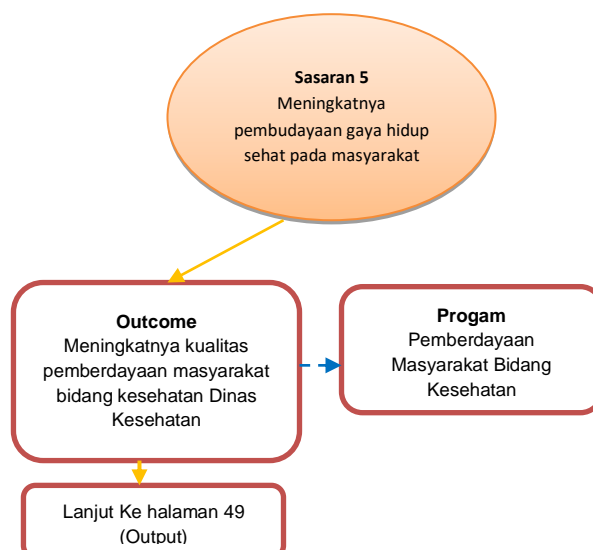 Sasaran 5
Meningkatnya
pembudayaan gaya hidup
sehat pada masyarakat
Outcome
Meningkatnya kualitas
pemberdayaan masyarakat
bidang kesehatan Dinas
Kesehatan
Progam
Pemberdayaan
Masyarakat Bidang
Kesehatan
Lanjut Ke halaman 49
(Output)